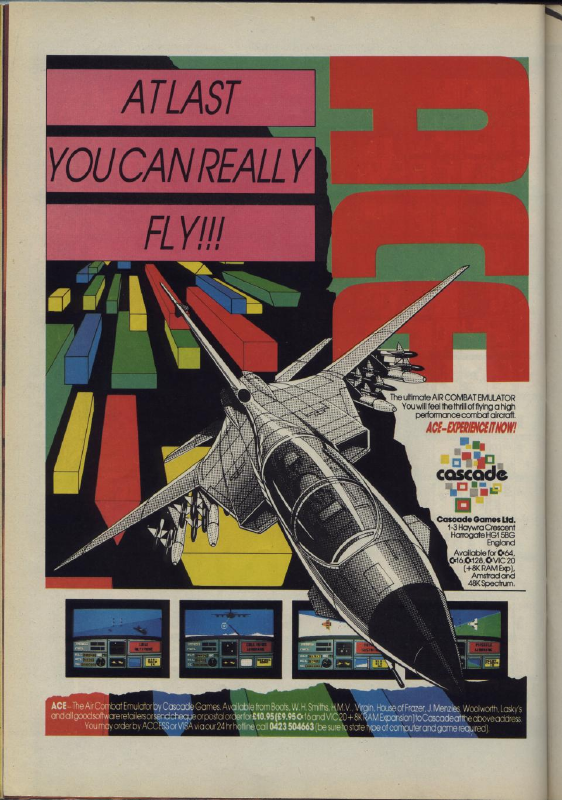 AT LAST
YOU CAN REALLY
FLY!!!
ACE
The ultimate AIR COMBAT EMULATOR
You will feel the thrill of flying a high
performance combat aircraft.
ACE-EXPERIENCE IT NOW!
cascade
Cascade Games Ltd.
1-3 Haywra Crescent
Harrogate HG1 5BG
England
Available for C64,
C16, C128, C VIC 20
(+8K RAM Exp),
Amstrad and
48K Spectrum.
ACE - The Air Combat Emulator by Cascade Games. Available from Boots, W. H. Smiths, H.M.V., Virgin, House of Frazer, J. Menzies, Woolworth, Lasky's
and all good software retailers or send cheque or postal order for £10.95 (£9.95 C16 and VIC 20 + 8K RAM Expansion) to Cascade at the above address
You may order by ACCESS or VISA via our 24 hr hotline call 0423 504663 (be sure to state type of computer and game required).